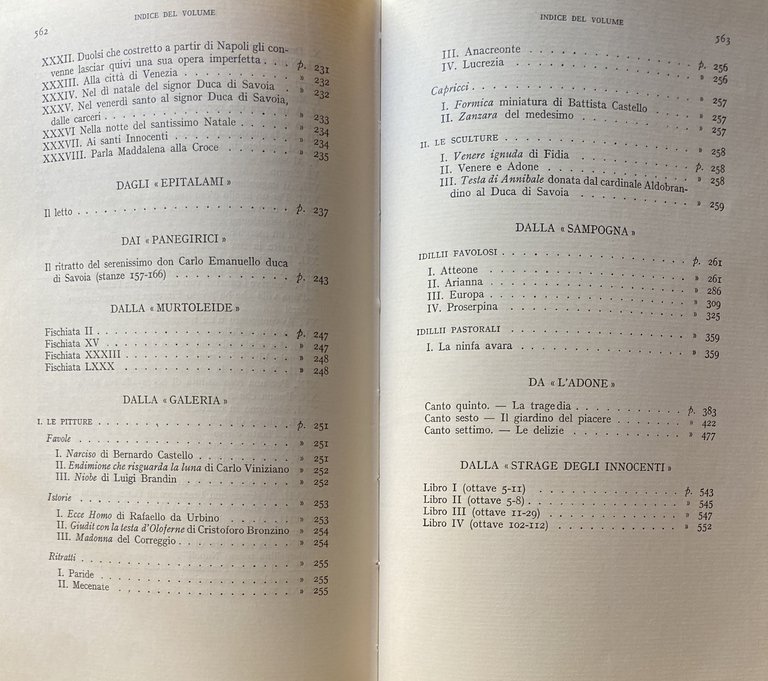 562
INDICE DEL VOLUME
XXXII. Duolsi che costretto a partir di Napoli gli con-
venne lasciar quivi una sua opera imperfetta . . . p. 231
XXXIII. Alla città di Venezia . . . . . . . . . » 232
XXXIV. Nel dì natale del signor Duca di Savoia . . » 232
XXXV. Nel venerdì santo al signor Duca di Savoia,
dalle carceri . . . . . . . . . . . . . . » 233
XXXVI Nella notte del santissimo Natale . . . . » 234
XXXVII. Ai santi Innocenti . . . . . . . . . . » 234
XXXVIII. Parla Maddalena alla Croce . . . . . . » 235
DAGLI « EPITALAMI »
Il letto . . . . . . . . . . . . . . . . . p. 237
DAI « PANEGIRICI »
Il ritratto del serenissimo don Carlo Emanuello duca
di Savoia (stanze 157-166) . . . . . . . . . p. 243
DALLA « MURTOLEIDE »
Fischiata II . . . . . . . . . . . . . . . p. 247
Fischiata XV . . . . . . . . . . . . . . . » 247
Fischiata XXXIII . . . . . . . . . . . . . » 248
Fischiata LXXX . . . . . . . . . . . . . . » 248
DALLA « GALERIA »
I. LE PITTURE . . . . . . . . . . . . . . . p. 251
Favole . . . . . . . . . . . . . . . . . » 251
I. Narciso di Bernardo Castello . . . . . . . . » 251
II. Endimione che risguarda la luna di Carlo Viniziano » 252
III. Niobe di Luigi Brandin . . . . . . . . . » 252
Istorie . . . . . . . . . . . . . . . . . » 253
I. Ecce Homo di Rafaello da Urbino . . . . . . » 253
II. Giudit con la testa d'Oloferne di Cristoforo Bronzino » 254
III. Madonna del Correggio . . . . . . . . . . » 254
Ritratti . . . . . . . . . . . . . . . . . » 255
I. Paride . . . . . . . . . . . . . . . . » 255
II. Mecenate . . . . . . . . . . . . . . . » 255
INDICE DEL VOLUME
563
III. Anacreonte . . . . . . . . . . . . . . p. 256
IV. Lucrezia . . . . . . . . . . . . . . . » 256
Capricci . . . . . . . . . . . . . . . . . » 257
I. Formica miniatura di Battista Castello . . . . » 257
II. Zanzara del medesimo . . . . . . . . . . » 257
II. LE SCULTURE . . . . . . . . . . . . . . p. 258
I. Venere ignuda di Fidia . . . . . . . . . . » 258
II. Venere e Adone . . . . . . . . . . . . . » 258
III. Testa di Annibale donata dal cardinale Aldobran-
dino al Duca di Savoia . . . . . . . . . . » 259
DALLA « SAMPOGNA »
IDILLII FAVOLOSI . . . . . . . . . . . . . . p. 261
I. Atteone . . . . . . . . . . . . . . . » 261
II. Arianna . . . . . . . . . . . . . . . » 286
III. Europa . . . . . . . . . . . . . . . » 309
IV. Proserpina . . . . . . . . . . . . . . » 325
IDILLII PASTORALI . . . . . . . . . . . . . » 359
I. La ninfa avara . . . . . . . . . . . . . » 359
DA « L'ADONE »
Canto quinto. — La tragedia . . . . . . . . . . p. 383
Canto sesto — Il giardino del piacere . . . . . . » 422
Canto settimo. — Le delizie . . . . . . . . . . » 477
DALLA « STRAGE DEGLI INNOCENTI »
Libro I (ottave 5-11) . . . . . . . . . . . . p. 543
Libro II (ottave 5-8) . . . . . . . . . . . . » 545
Libro III (ottave 11-29) . . . . . . . . . . . » 547
Libro IV (ottave 102-112) . . . . . . . . . . » 552